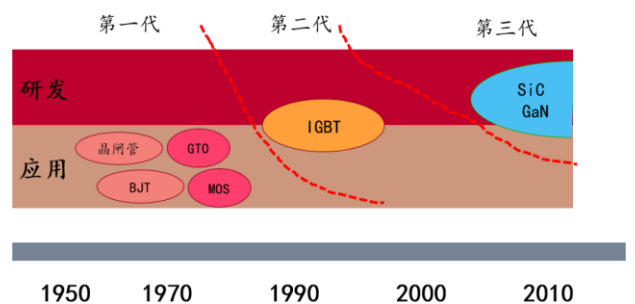 第一代
第二代
第三代
研发
SiC
GaN
IGBT
应用
晶闸管
GTO
BJT
MOS
1950
1970
1990
2000
2010